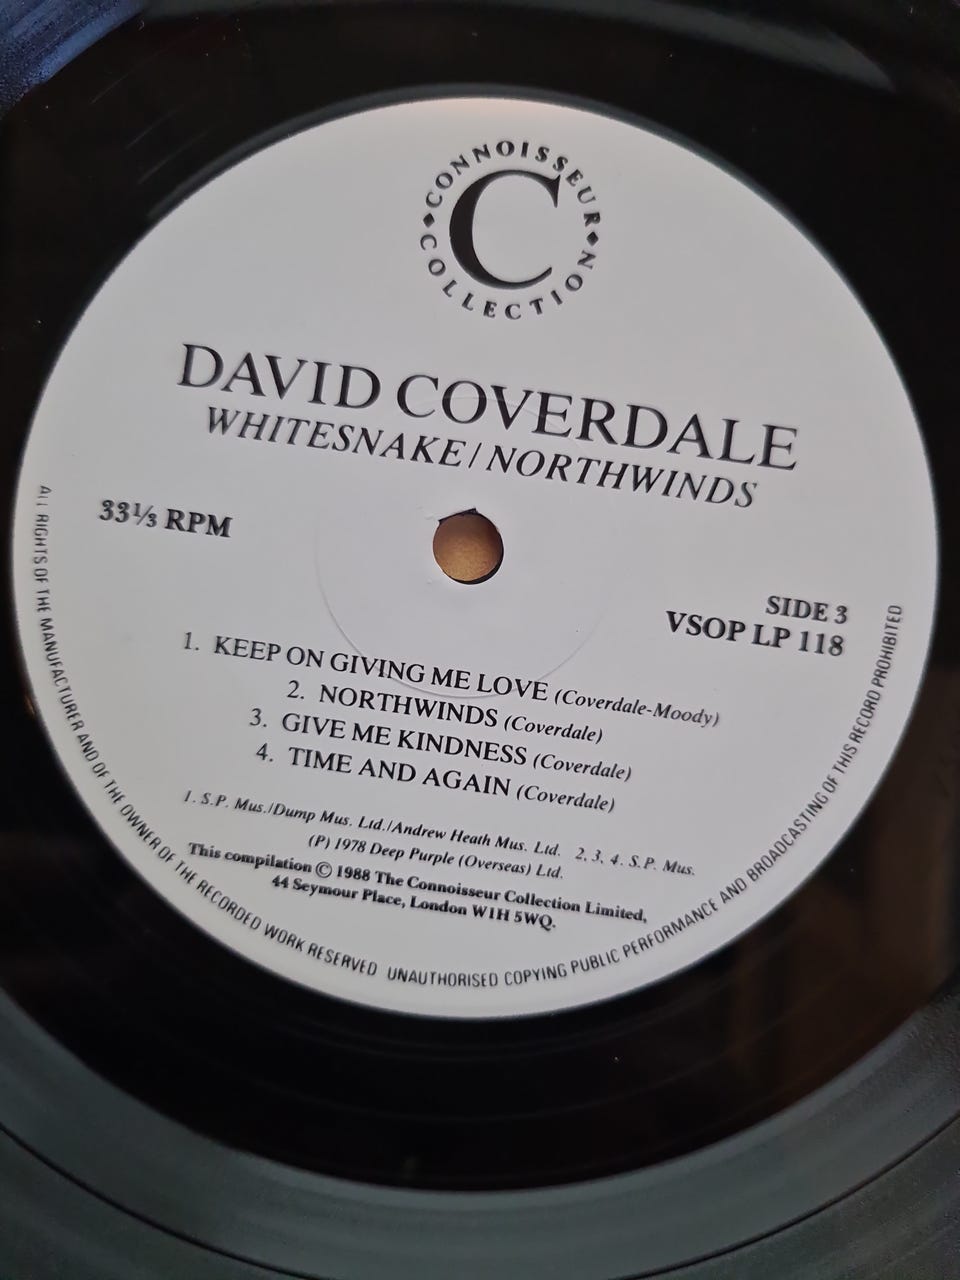 CONNOISSEUR
C
COLLECTION
DAVID COVERDALE
WHITESNAKE/NORTHWINDS
33⅓ RPM
SIDE 3
VSOP LP 118
1. KEEP ON GIVING ME LOVE (Coverdale-Moody)
2. NORTHWINDS (Coverdale)
3. GIVE ME KINDNESS (Coverdale)
4. TIME AND AGAIN (Coverdale)
1. S.P. Mus./Dump Mus. Ltd./Andrew Heath Mus. Ltd. 2, 3, 4. S.P. Mus.
(P) 1978 Deep Purple (Overseas) Ltd.
This compilation © 1988 The Connoisseur Collection Limited,
44 Seymour Place, London W1H 5WQ.
ALL RIGHTS OF THE MANUFACTURER AND OF THE OWNER OF THE RECORDED WORK RESERVED UNAUTHORISED COPYING PUBLIC PERFORMANCE AND BROADCASTING OF THIS RECORD PROHIBITED